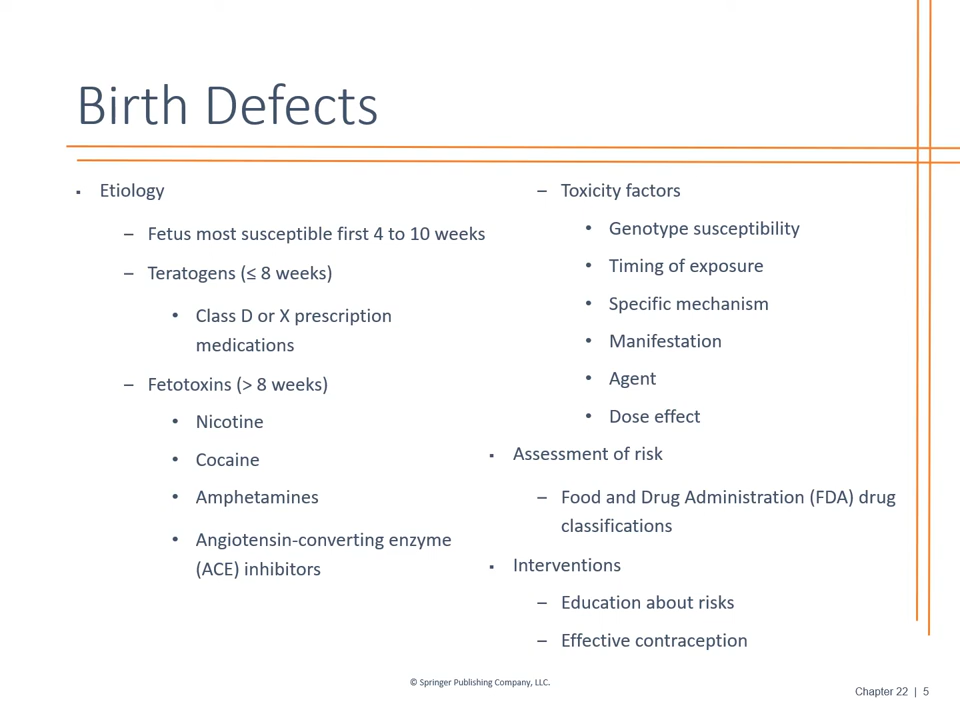 Birth Defects
▪ Etiology
– Fetus most susceptible first 4 to 10 weeks
– Teratogens (≤ 8 weeks)
• Class D or X prescription
medications
– Fetotoxins (> 8 weeks)
• Nicotine
• Cocaine
• Amphetamines
• Angiotensin-converting enzyme
(ACE) inhibitors
– Toxicity factors
• Genotype susceptibility
• Timing of exposure
• Specific mechanism
• Manifestation
• Agent
• Dose effect
▪ Assessment of risk
– Food and Drug Administration (FDA) drug
classifications
▪ Interventions
– Education about risks
– Effective contraception
© Springer Publishing Company, LLC.
Chapter 22 | 5